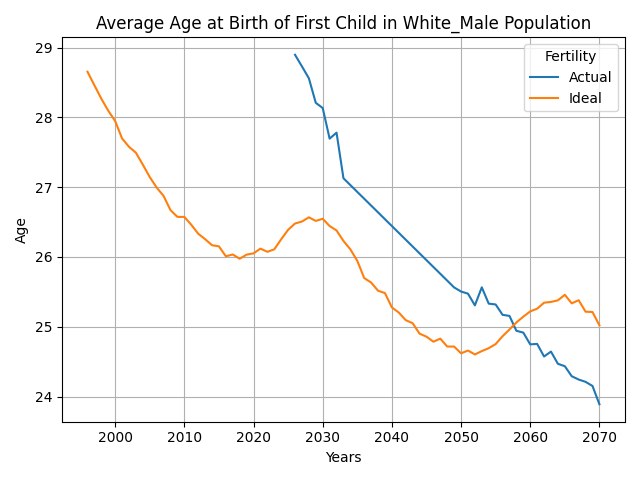 Average Age at Birth of First Child in White_Male Population
Fertility
Actual
Ideal
Age
29
28
27
26
25
24
2000
2010
2020
2030
2040
2050
2060
2070
Years